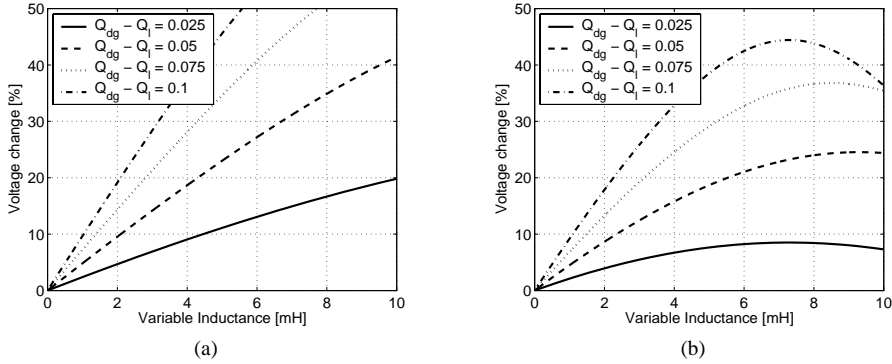 50
40
30
20
10
0
Voltage change [%]
Q_dg − Q_l = 0.025
Q_dg − Q_l = 0.05
Q_dg − Q_l = 0.075
Q_dg − Q_l = 0.1
0 2 4 6 8 10
Variable Inductance [mH]
(a)
50
40
30
20
10
0
Voltage change [%]
Q_dg − Q_l = 0.025
Q_dg − Q_l = 0.05
Q_dg − Q_l = 0.075
Q_dg − Q_l = 0.1
0 2 4 6 8 10
Variable Inductance [mH]
(b)